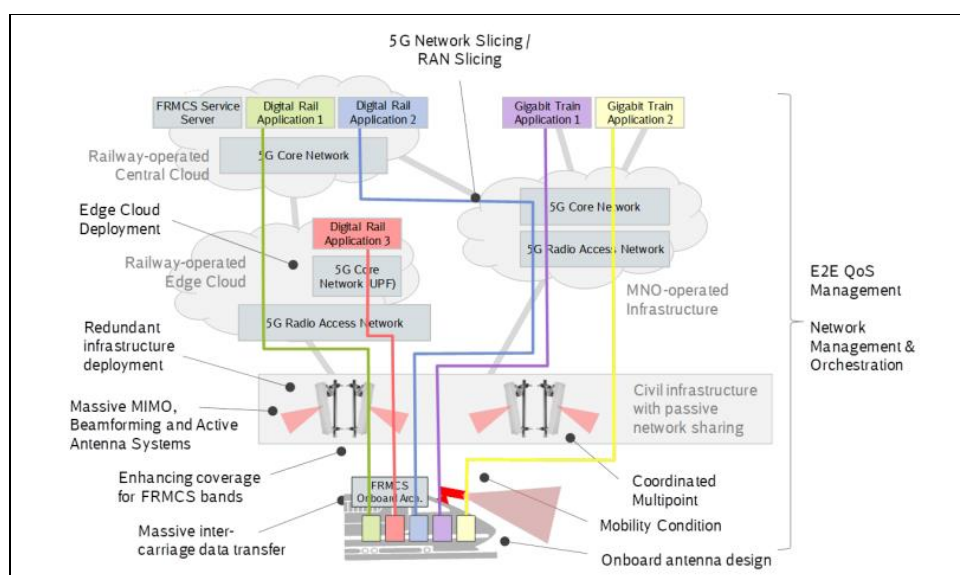 5G Network Slicing /
RAN Slicing
FRMCS Service
Server
Digital Rail
Application 1
Digital Rail
Application 2
Gigabit Train
Application 1
Gigabit Train
Application 2
Railway-operated
Central Cloud
5G Core Network
Edge Cloud
Deployment
Digital Rail
Application 3
5G Core Network
5G Radio Access Network
Railway-operated
Edge Cloud
5G Core
Network (UPF)
5G Radio Access Network
MNO-operated
Infrastructure
E2E QoS
Management
Network
Management &
Orchestration
Redundant
infrastructure
deployment
Civil infrastructure
with passive
network sharing
Massive MIMO,
Beamforming and Active
Antenna Systems
Enhancing coverage
for FRMCS bands
FRMCS
Onboard Arch.
Coordinated
Multipoint
Massive inter-
carriage data transfer
Mobility Condition
Onboard antenna design